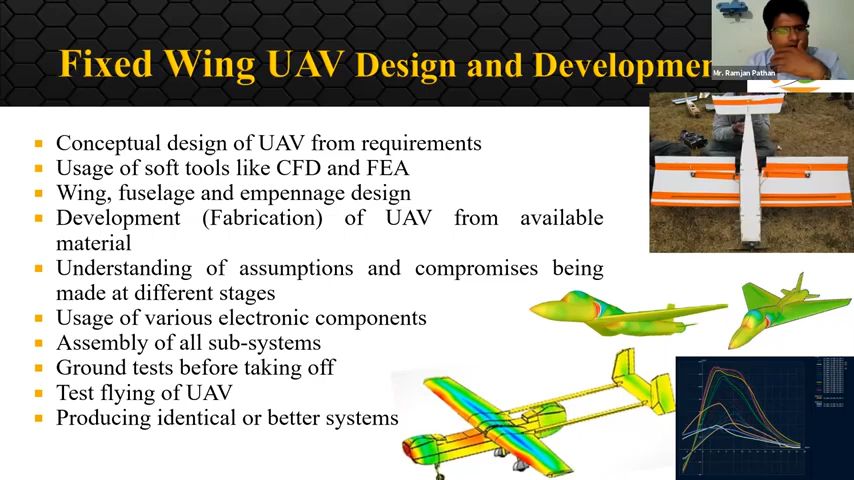 Fixed Wing UAV Design and Developmen
Mr. Ramjan Pathan
Conceptual design of UAV from requirements
Usage of soft tools like CFD and FEA
Wing, fuselage and empennage design
Development (Fabrication) of UAV from available
material
Understanding of assumptions and compromises being
made at different stages
Usage of various electronic components
Assembly of all sub-systems
Ground tests before taking off
Test flying of UAV
Producing identical or better systems